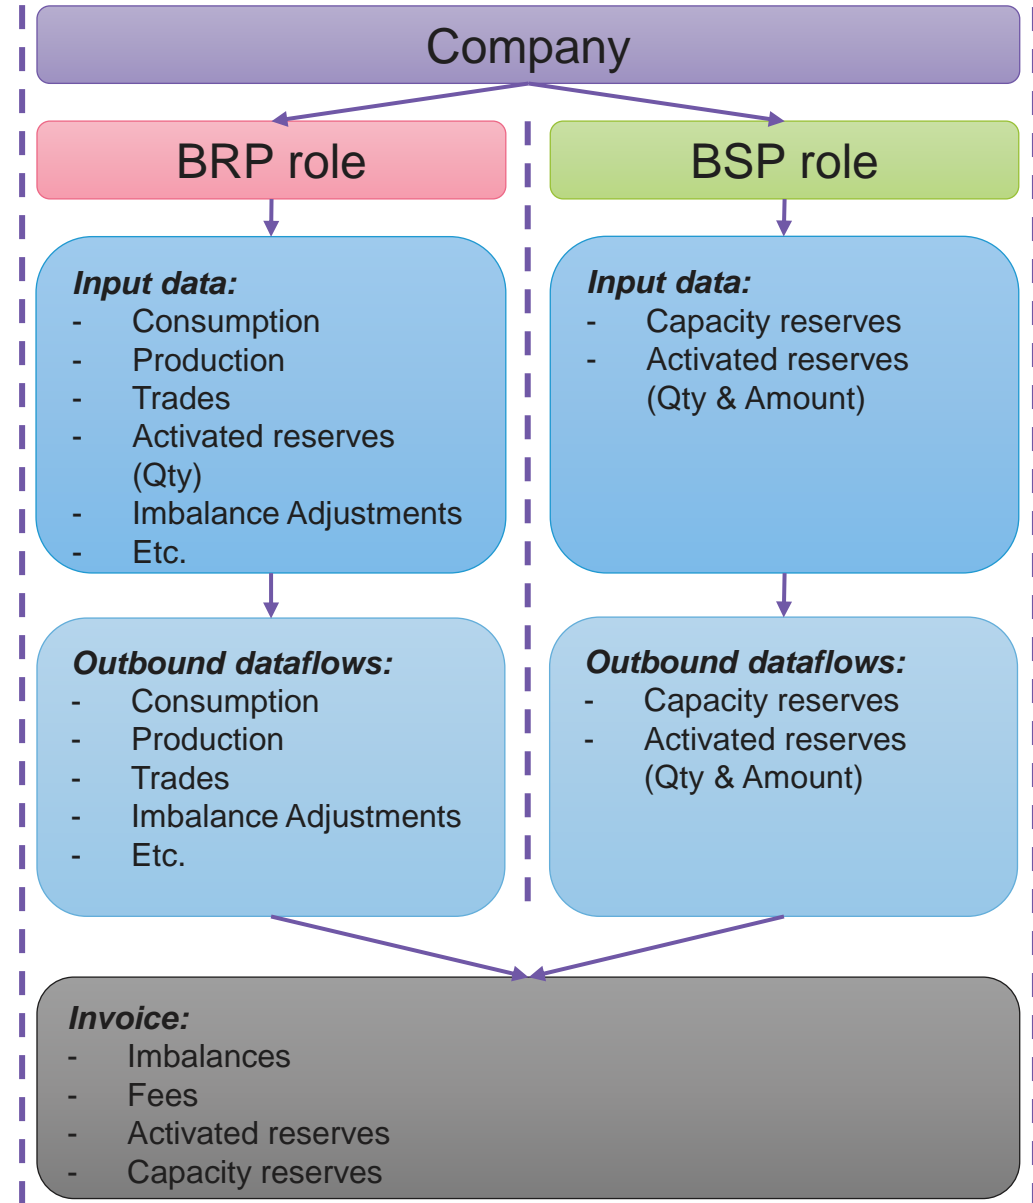 Company
BRP role
BSP role
Input data:
- Consumption
- Production
- Trades
- Activated reserves
(Qty)
- Imbalance Adjustments
- Etc.
Input data:
- Capacity reserves
- Activated reserves
(Qty & Amount)
Outbound dataflows:
- Consumption
- Production
- Trades
- Imbalance Adjustments
- Etc.
Outbound dataflows:
- Capacity reserves
- Activated reserves
(Qty & Amount)
Invoice:
- Imbalances
- Fees
- Activated reserves
- Capacity reserves